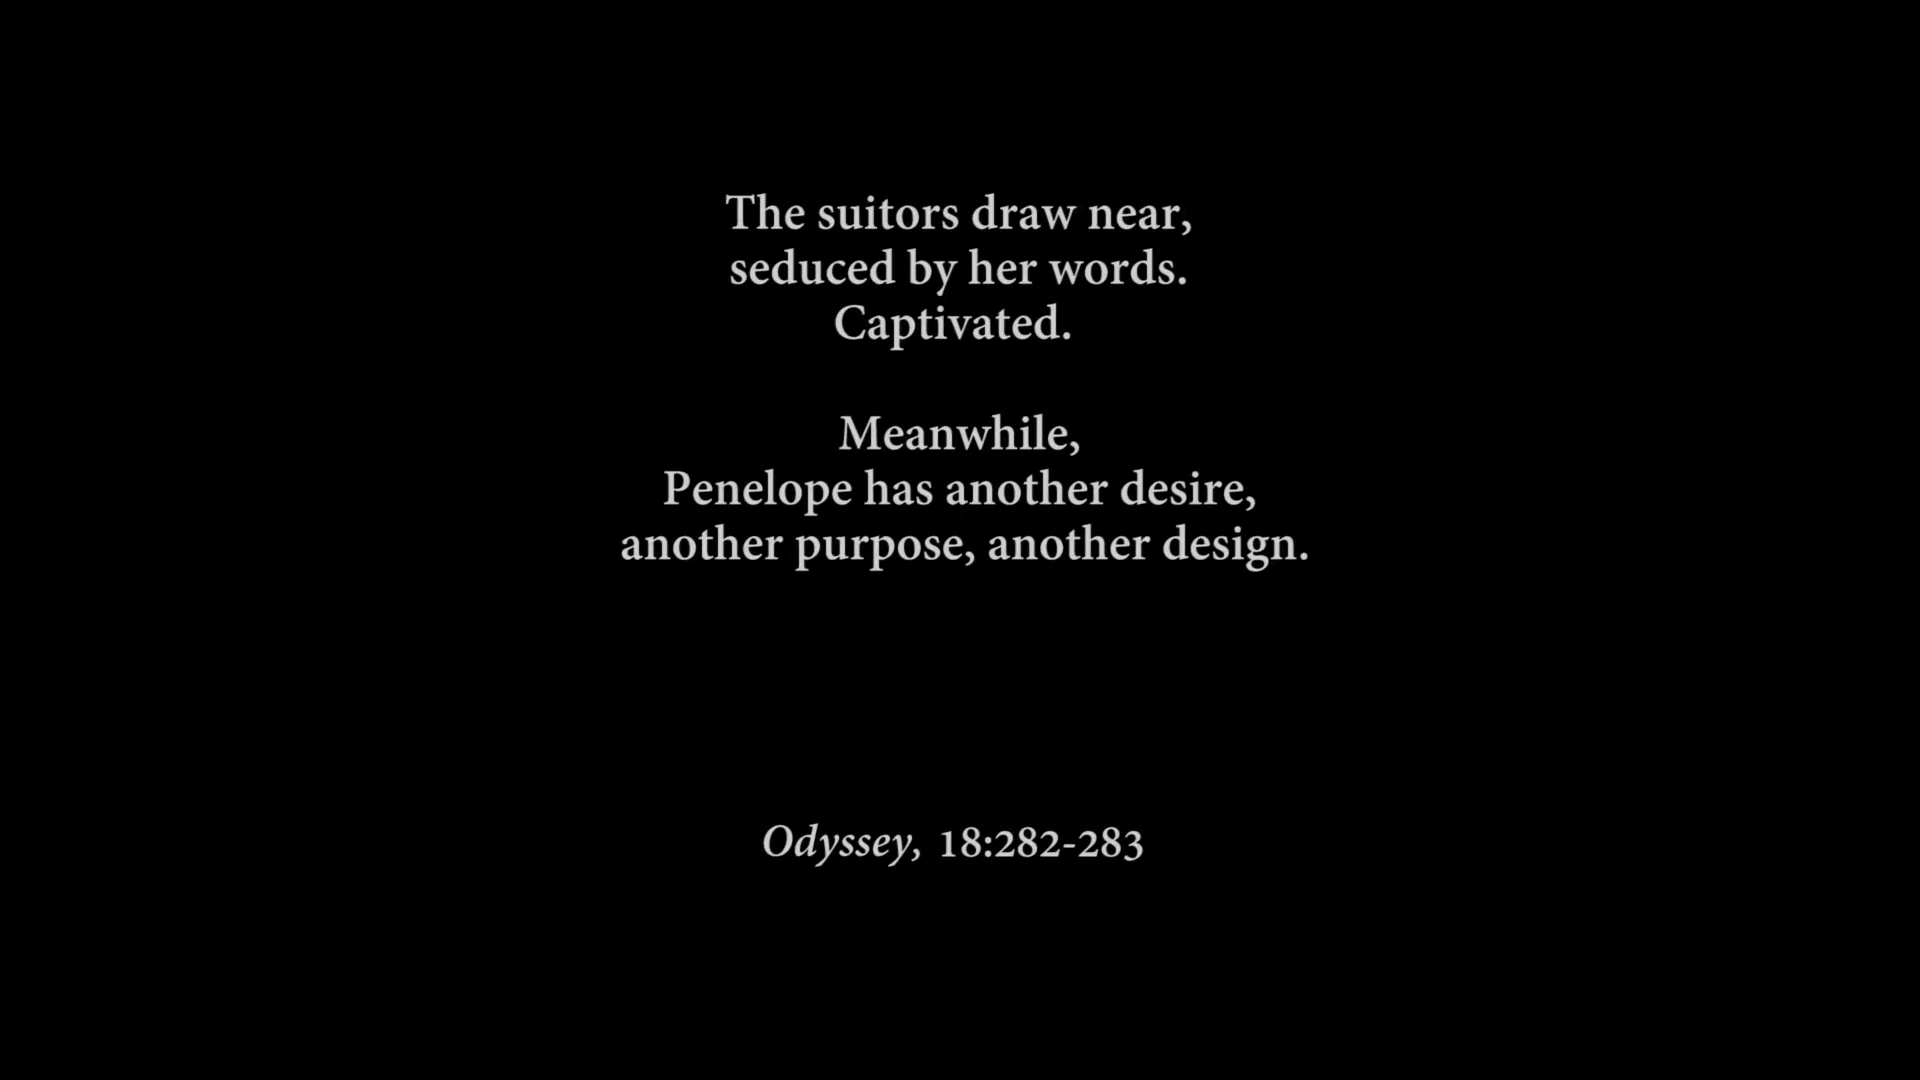 The suitors draw near,
seduced by her words.
Captivated.
Meanwhile,
Penelope has another desire,
another purpose, another design.
Odyssey, 18:282-283